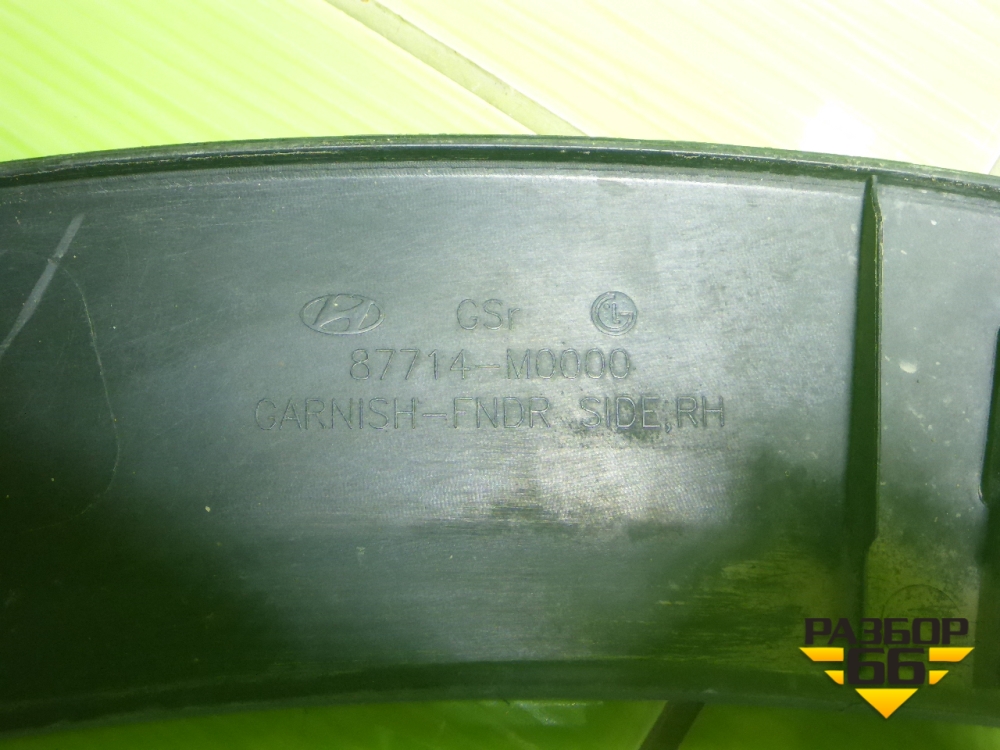 GSr
87714-M0000
GARNISH-FNDR SIDE,RH
РАЗБОР
66